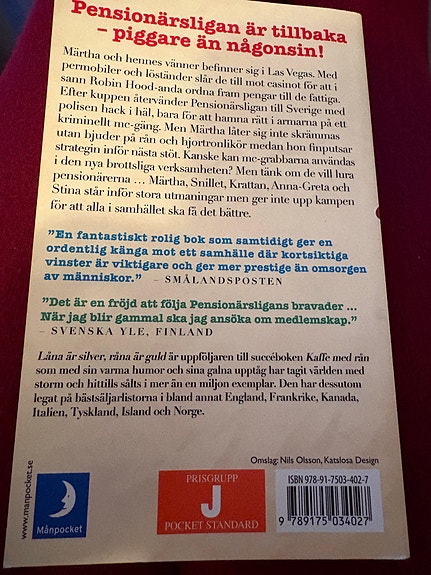 Pensionärsligan är tillbaka
– piggare än någonsin!
Märtha och hennes vänner befinner sig i Las Vegas. Med
permobiler och löständer slår de till mot casinot för att i
sann Robin Hood-anda ordna fram pengar till de fattiga.
Efter kuppen återvänder Pensionärsligan till Sverige med
polisen hack i häl, bara för att hamna rätt i armarna på ett
kriminellt mc-gäng. Men Märtha låter sig inte skrämmas
utan bjuder på rån och hjortronlikör medan hon finputsar
strategin inför nästa stöt. Kanske kan mc-grabbarna användas
i den nya brottsliga verksamheten? Men tänk om de vill lura
pensionärerna ... Märtha, Snillet, Krattan, Anna-Greta och
Stina står inför stora utmaningar men ger inte upp kampen
för att alla i samhället ska få det bättre.
”En fantastiskt rolig bok som samtidigt ger en
ordentlig känga mot ett samhälle där kortsiktiga
vinster är viktigare och ger mer prestige än omsorgen
av människor.” – SMÅLANDSPOSTEN
”Det är en fröjd att följa Pensionärsligans bravader ...
När jag blir gammal ska jag ansöka om medlemskap.”
– SVENSKA YLE, FINLAND
Låna är silver, råna är guld är uppföljaren till succéboken Kaffe med rån
som med sin varma humor och sina galna upptåg har tagit världen med
storm och hittills sålts i mer än en miljon exemplar. Den har dessutom
legat på bästsäljarlistorna i bland annat England, Frankrike, Kanada,
Italien, Tyskland, Island och Norge.
Omslag: Nils Olsson, Katslosa Design
www.manpocket.se
Månpocket
PRISGRUPP
J
POCKET STANDARD
ISBN 978-91-7503-402-7
9 789175 034027